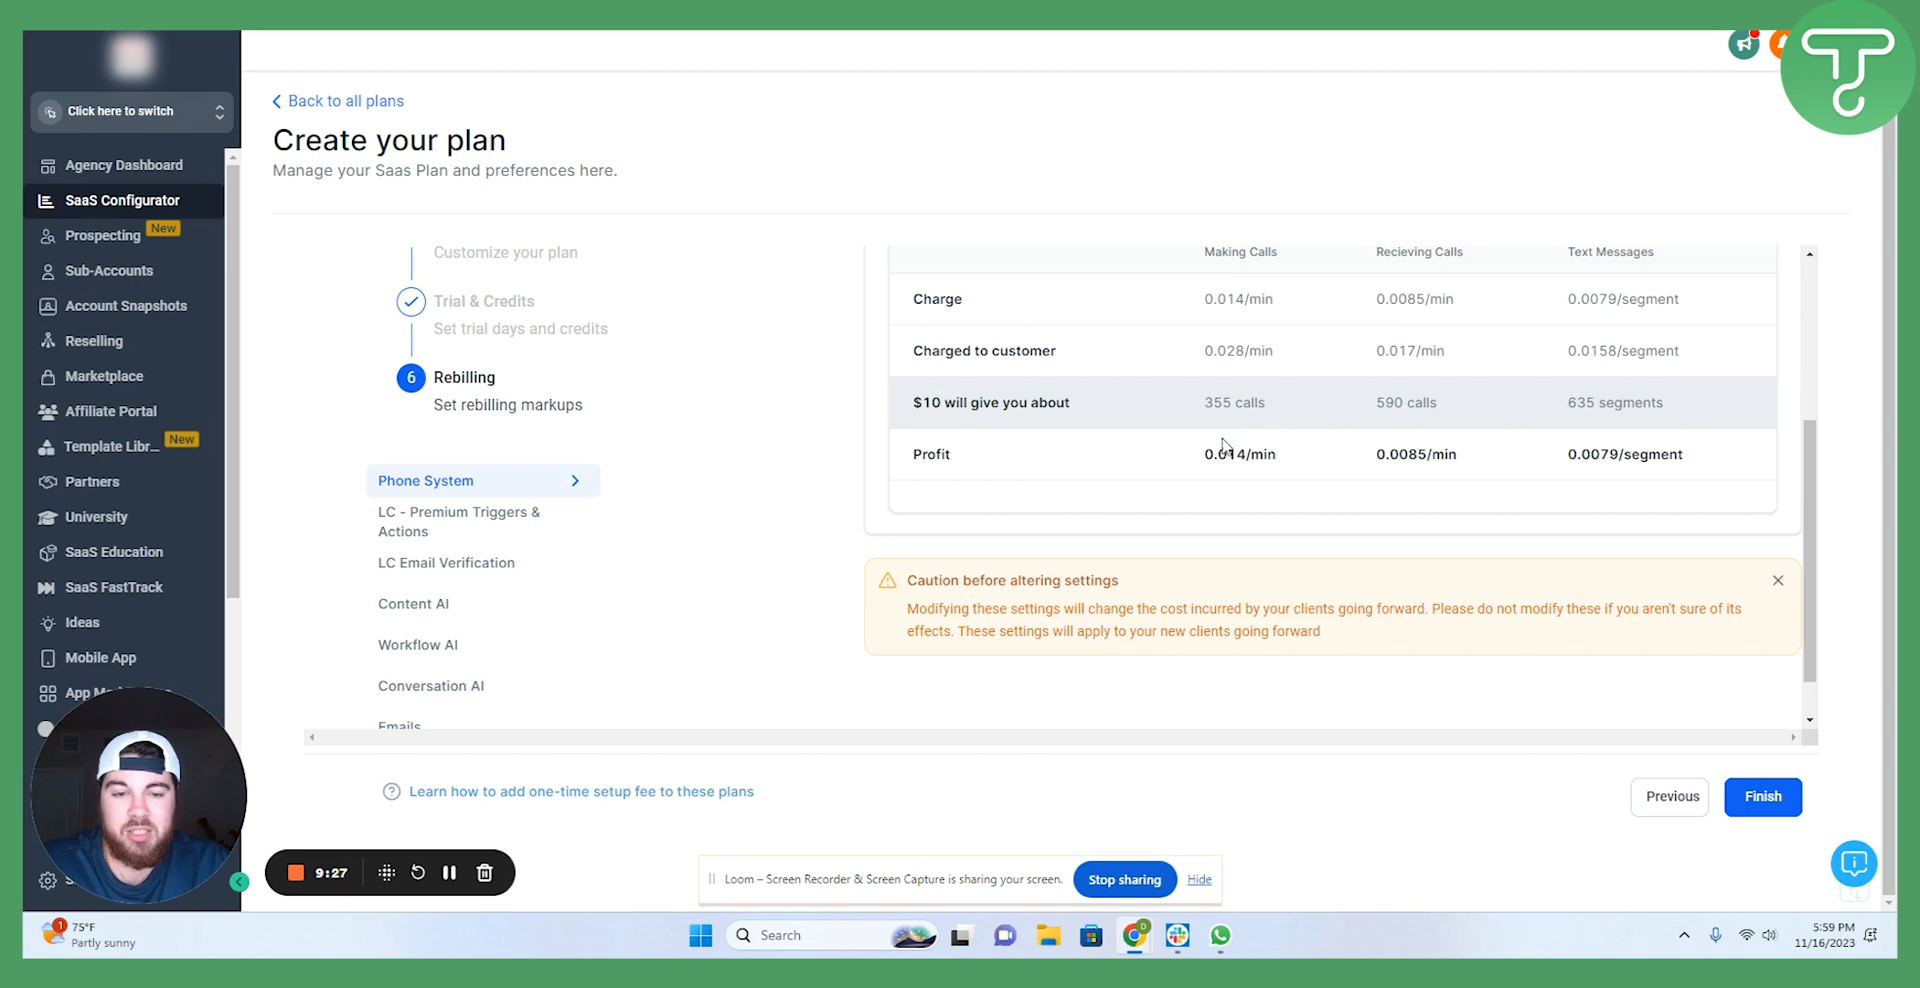 Click here to switch
Agency Dashboard
SaaS Configurator
Prospecting New
Sub-Accounts
Account Snapshots
Reselling
Marketplace
Affiliate Portal
Template Libr... New
Partners
University
SaaS Education
SaaS FastTrack
Ideas
Mobile App
Back to all plans
Create your plan
Manage your Saas Plan and preferences here.
Customize your plan
Trial & Credits
Set trial days and credits
6 Rebilling
Set rebilling markups
Phone System
LC - Premium Triggers &
Actions
LC Email Verification
Content AI
Workflow AI
Conversation AI
Emails
Making Calls Recieving Calls Text Messages
Charge 0.014/min 0.0085/min 0.0079/segment
Charged to customer 0.028/min 0.017/min 0.0158/segment
$10 will give you about 355 calls 590 calls 635 segments
Profit 0.014/min 0.0085/min 0.0079/segment
Caution before altering settings
Modifying these settings will change the cost incurred by your clients going forward. Please do not modify these if you aren't sure of its
effects. These settings will apply to your new clients going forward
Learn how to add one-time setup fee to these plans
Previous Finish
9:27
Loom – Screen Recorder & Screen Capture is sharing your screen. Stop sharing Hide
1
75°F
Partly sunny
Search
D
5:59 PM
11/16/2023